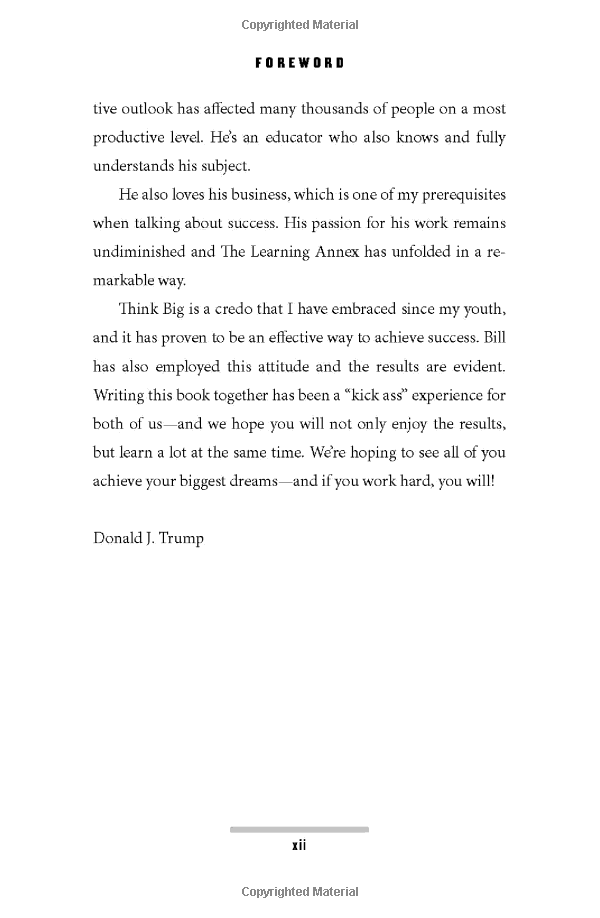 Copyrighted Material
FOREWORD
tive outlook has affected many thousands of people on a most
productive level. He’s an educator who also knows and fully
understands his subject.
He also loves his business, which is one of my prerequisites
when talking about success. His passion for his work remains
undiminished and The Learning Annex has unfolded in a re-
markable way.
Think Big is a credo that I have embraced since my youth,
and it has proven to be an effective way to achieve success. Bill
has also employed this attitude and the results are evident.
Writing this book together has been a “kick ass” experience for
both of us—and we hope you will not only enjoy the results,
but learn a lot at the same time. We’re hoping to see all of you
achieve your biggest dreams—and if you work hard, you will!
Donald J. Trump
xii
Copyrighted Material